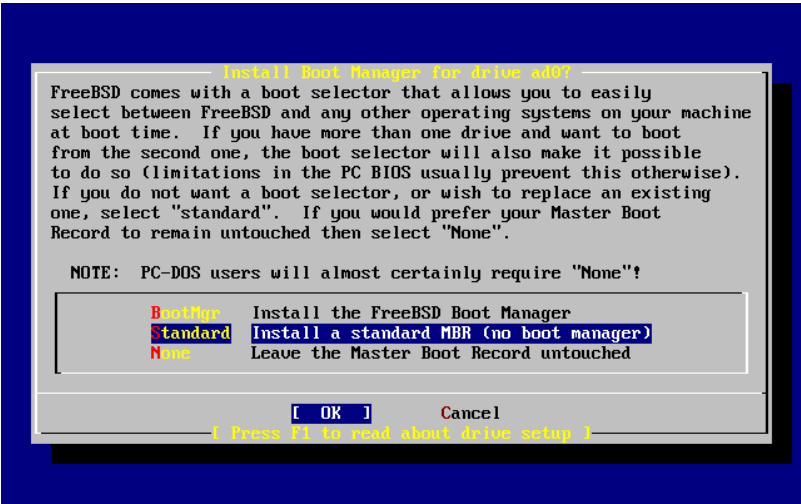 Install Boot Manager for drive ad0?
FreeBSD comes with a boot selector that allows you to easily
select between FreeBSD and any other operating systems on your machine
at boot time.  If you have more than one drive and want to boot
from the second one, the boot selector will also make it possible
to do so (limitations in the PC BIOS usually prevent this otherwise).
If you do not want a boot selector, or wish to replace an existing
one, select "standard".  If you would prefer your Master Boot
Record to remain untouched then select "None".
NOTE:  PC-DOS users will almost certainly require "None"!
BootMgr   Install the FreeBSD Boot Manager
Standard  Install a standard MBR (no boot manager)
None      Leave the Master Boot Record untouched
[  OK  ]       Cancel
[ Press F1 to read about drive setup ]